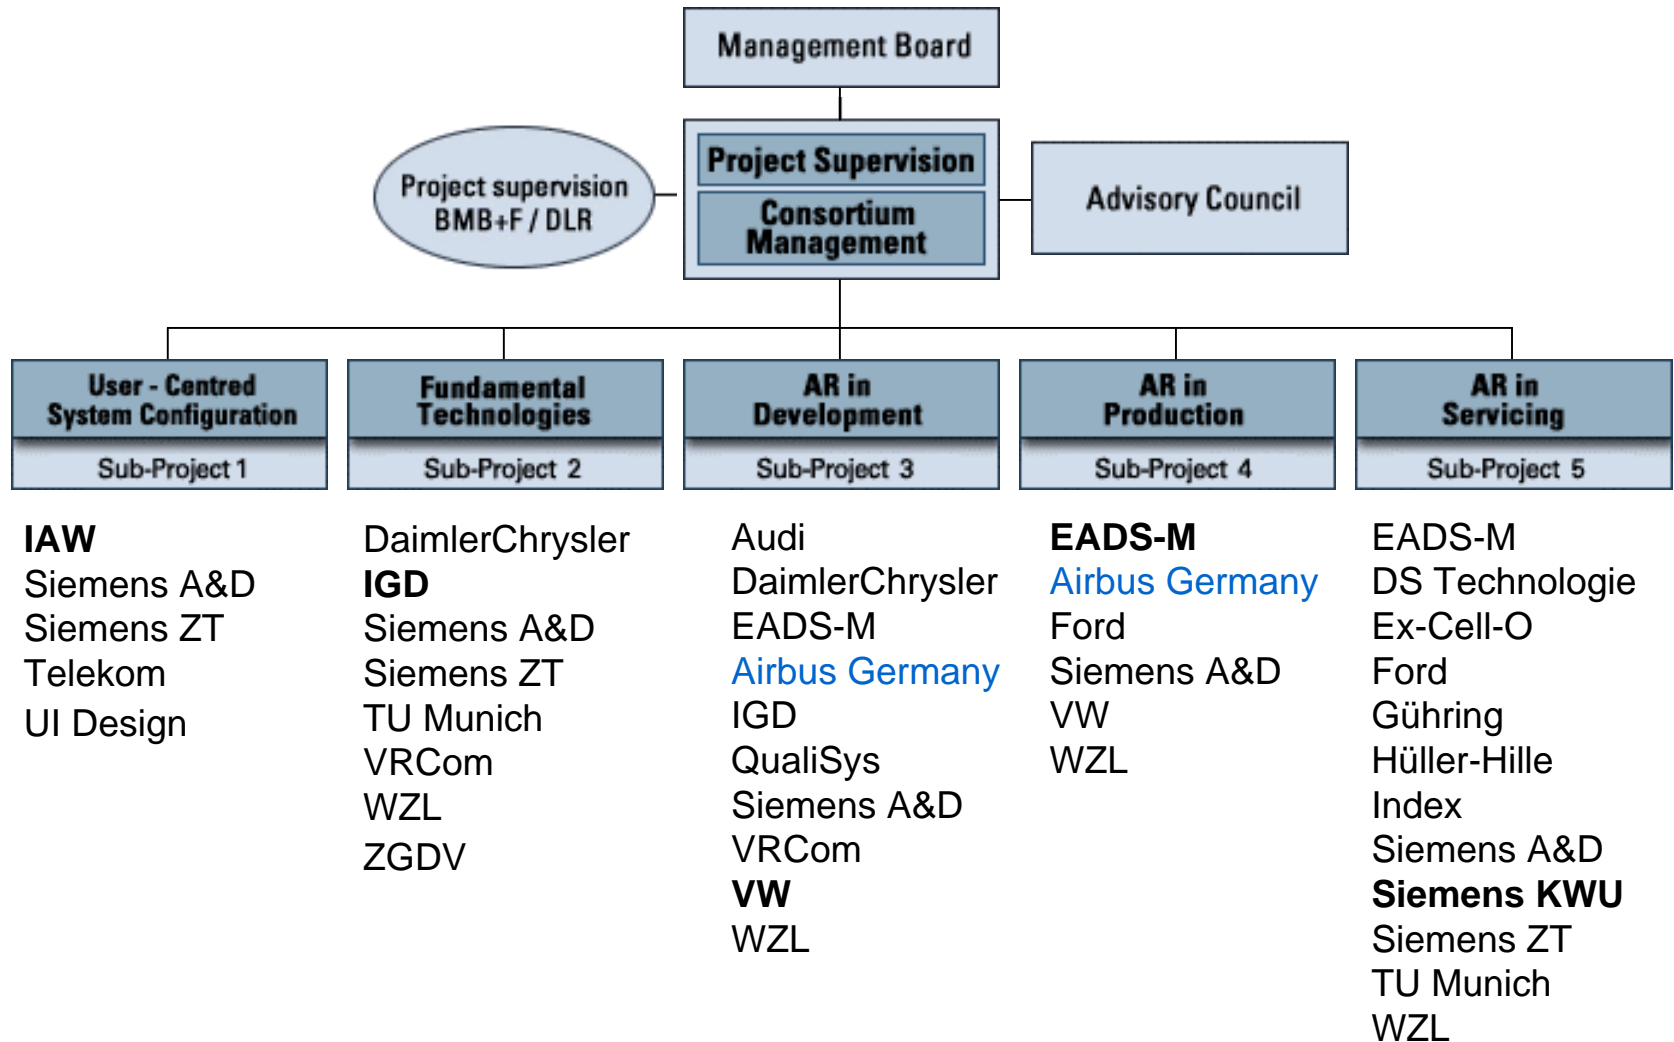 Management Board
Project supervision
BMB+F / DLR
Project Supervision
Consortium
Management
Advisory Council
User - Centred
System Configuration
Sub-Project 1
Fundamental
Technologies
Sub-Project 2
AR in
Development
Sub-Project 3
AR in
Production
Sub-Project 4
AR in
Servicing
Sub-Project 5
IAW
Siemens A&D
Siemens ZT
Telekom
UI Design
DaimlerChrysler
IGD
Siemens A&D
Siemens ZT
TU Munich
VRCom
WZL
ZGDV
Audi
DaimlerChrysler
EADS-M
Airbus Germany
IGD
QualiSys
Siemens A&D
VRCom
VW
WZL
EADS-M
Airbus Germany
Ford
Siemens A&D
VW
WZL
EADS-M
DS Technologie
Ex-Cell-O
Ford
Gühring
Hüller-Hille
Index
Siemens A&D
Siemens KWU
Siemens ZT
TU Munich
WZL